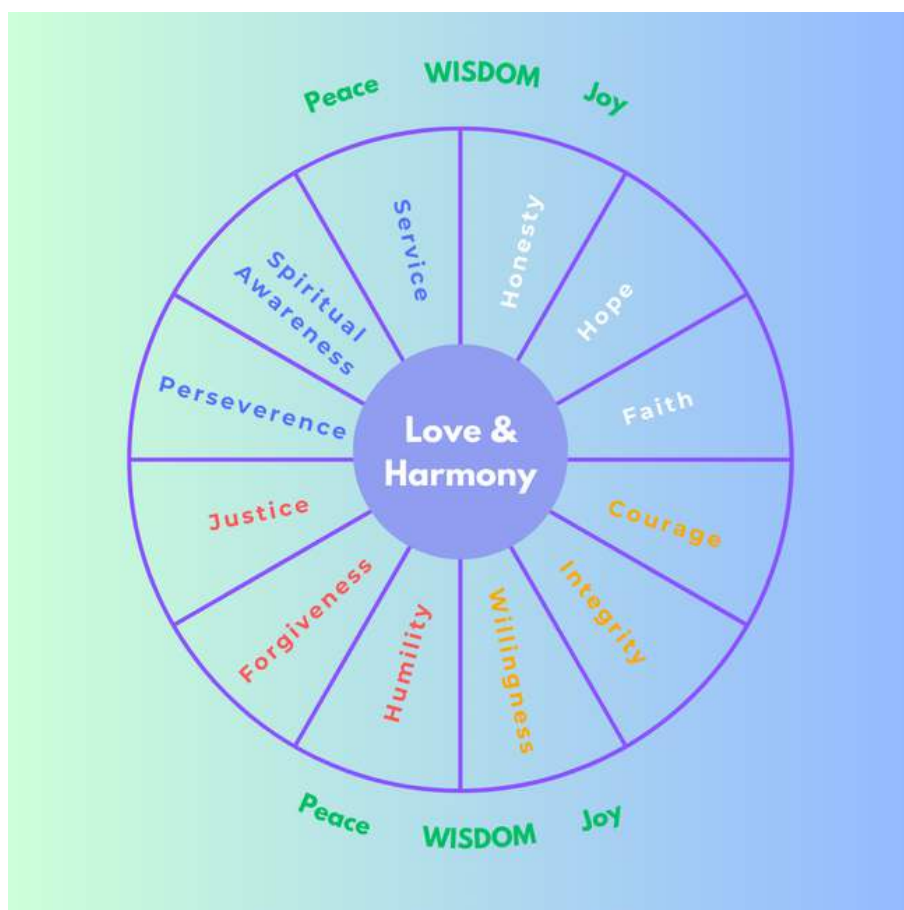 Peace WISDOM Joy
Honesty
Hope
Faith
Courage
Integrity
Willingness
Humility
Forgiveness
Justice
Perseverence
Spiritual
Awareness
Service
Love &
Harmony
Peace WISDOM Joy